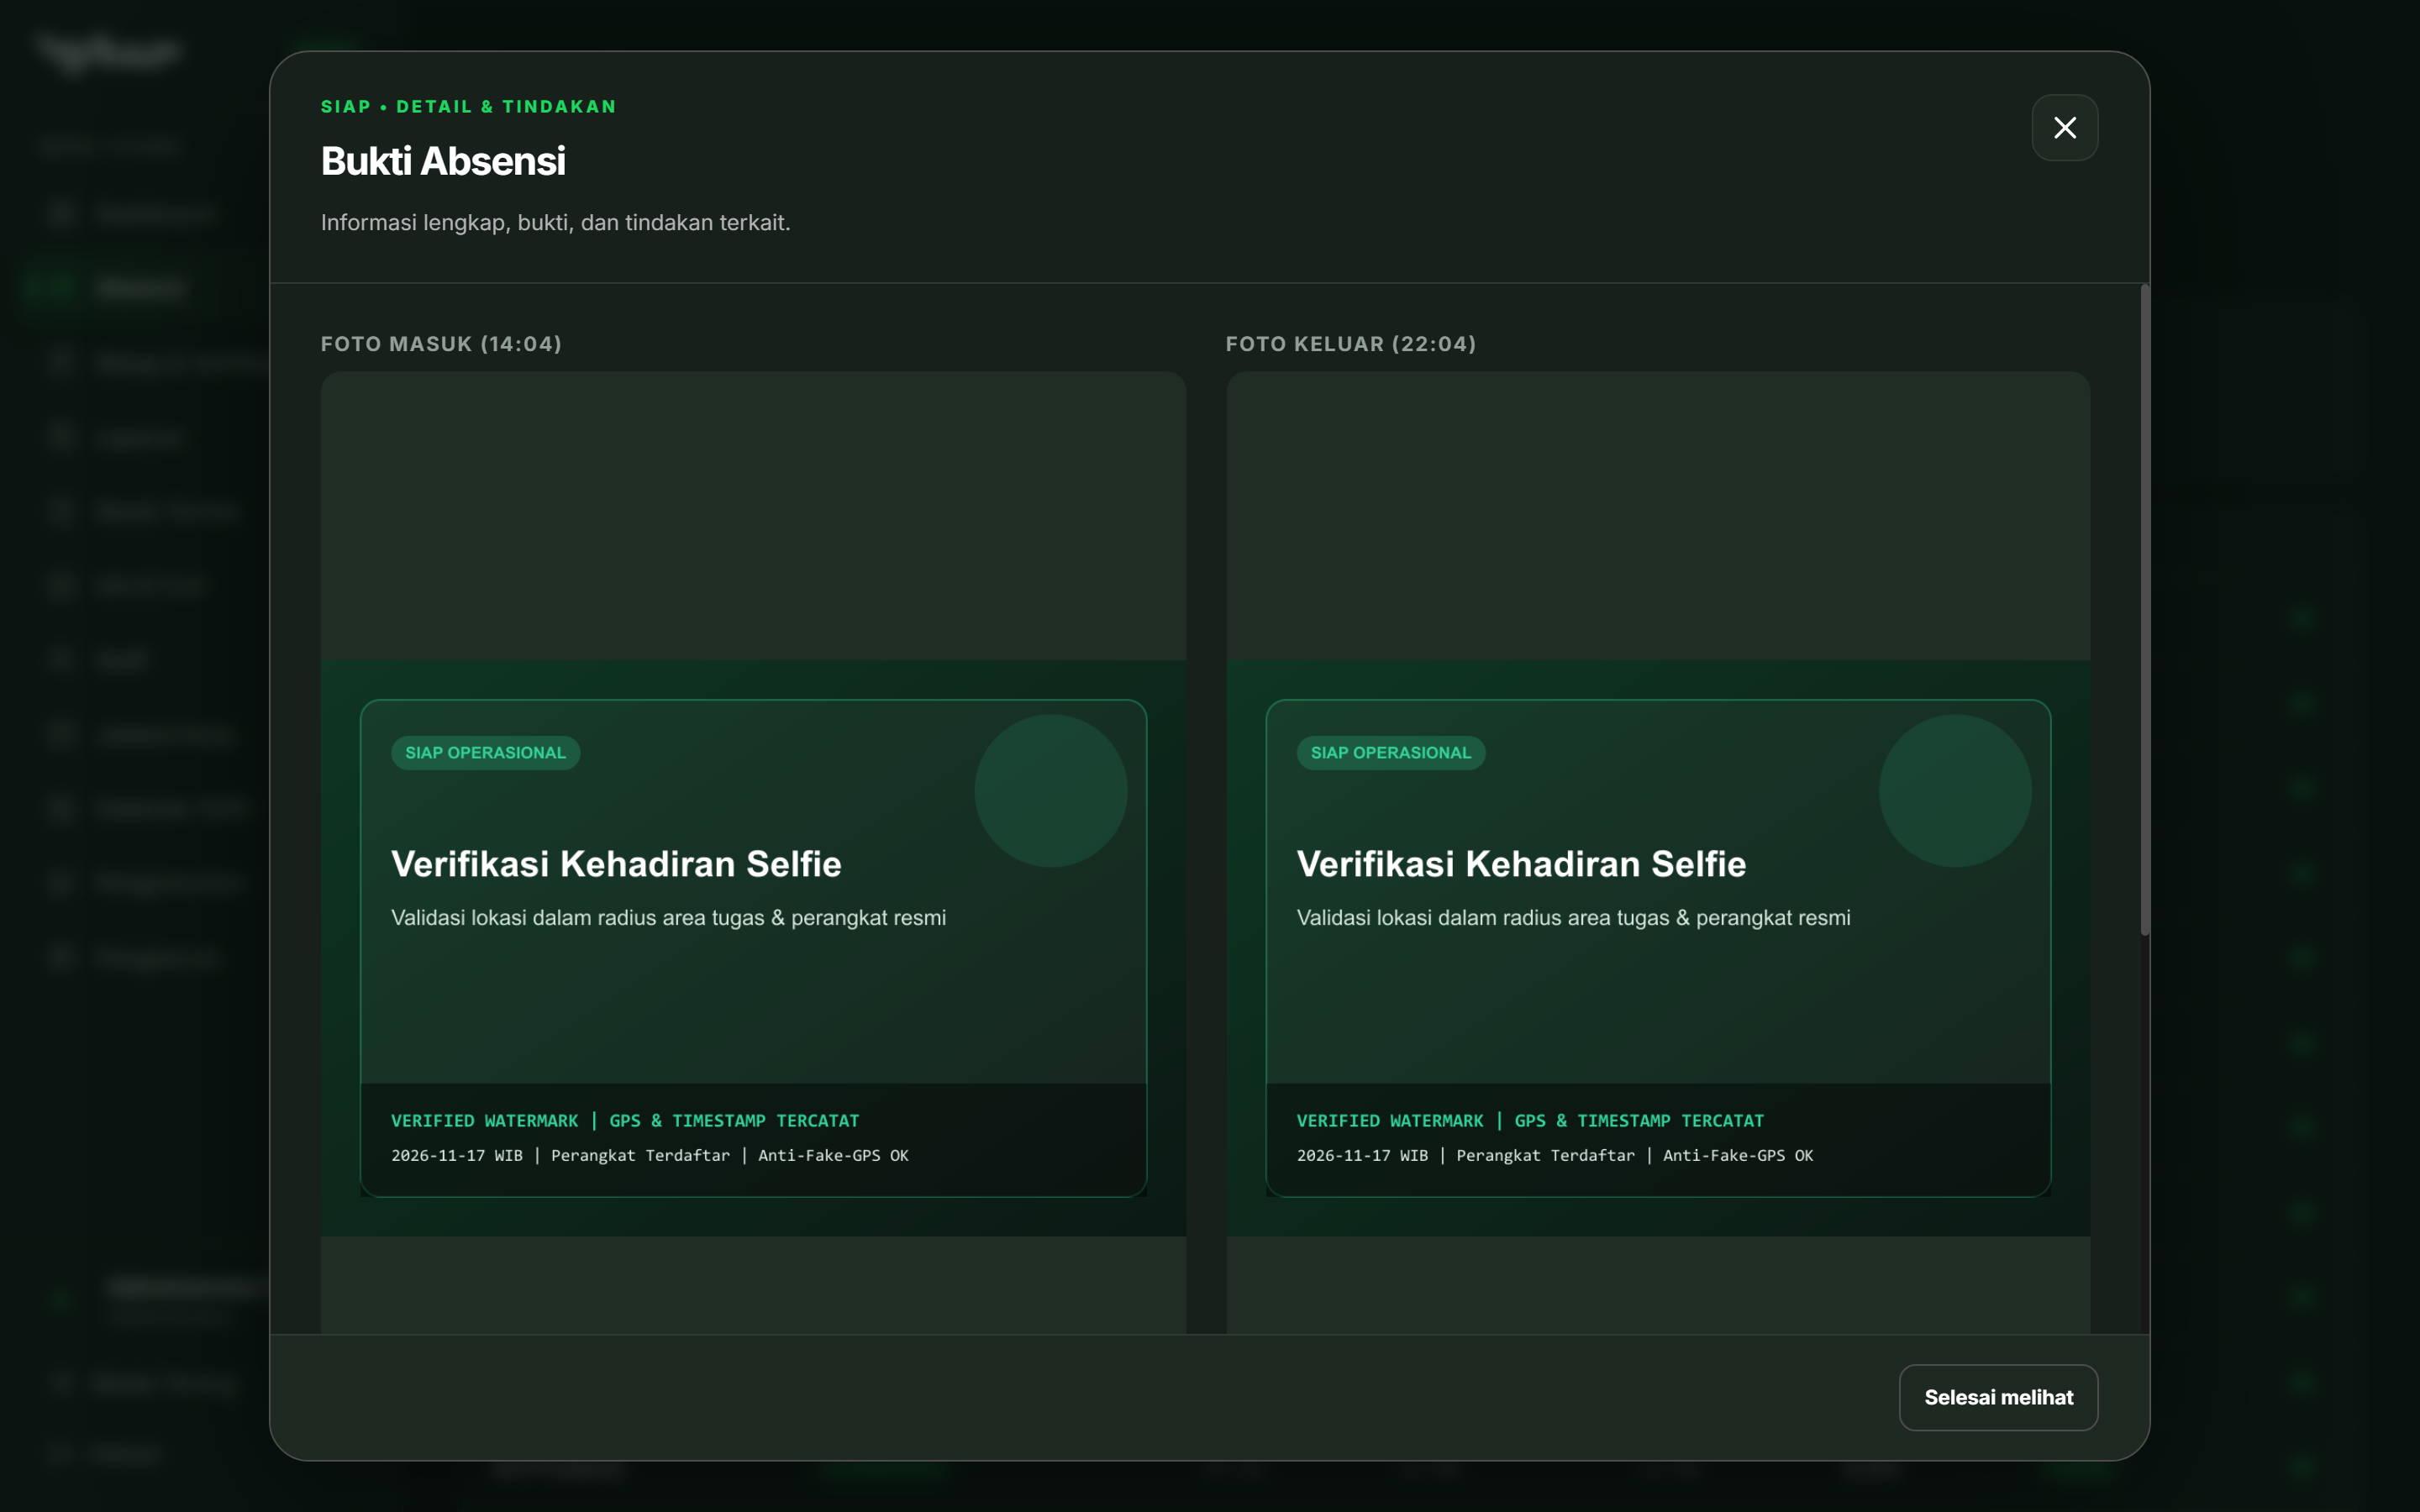 SIAP • DETAIL & TINDAKAN
Bukti Absensi
Informasi lengkap, bukti, dan tindakan terkait.
FOTO MASUK (14:04)
SIAP OPERASIONAL
Verifikasi Kehadiran Selfie
Validasi lokasi dalam radius area tugas & perangkat resmi
VERIFIED WATERMARK | GPS & TIMESTAMP TERCATAT
2026-11-17 WIB | Perangkat Terdaftar | Anti-Fake-GPS OK
FOTO KELUAR (22:04)
SIAP OPERASIONAL
Verifikasi Kehadiran Selfie
Validasi lokasi dalam radius area tugas & perangkat resmi
VERIFIED WATERMARK | GPS & TIMESTAMP TERCATAT
2026-11-17 WIB | Perangkat Terdaftar | Anti-Fake-GPS OK
Selesai melihat